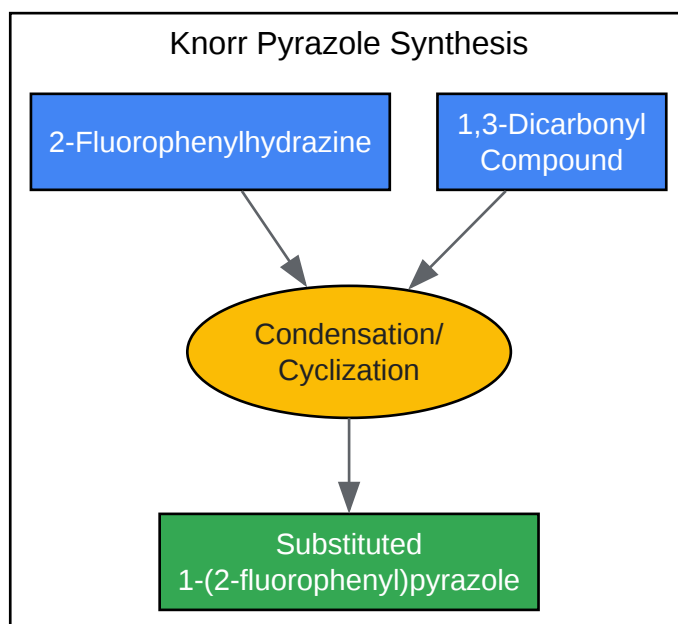 Knorr Pyrazole Synthesis
2-Fluorophenylhydrazine
1,3-Dicarbonyl
Compound
Condensation/
Cyclization
Substituted
1-(2-fluorophenyl)pyrazole